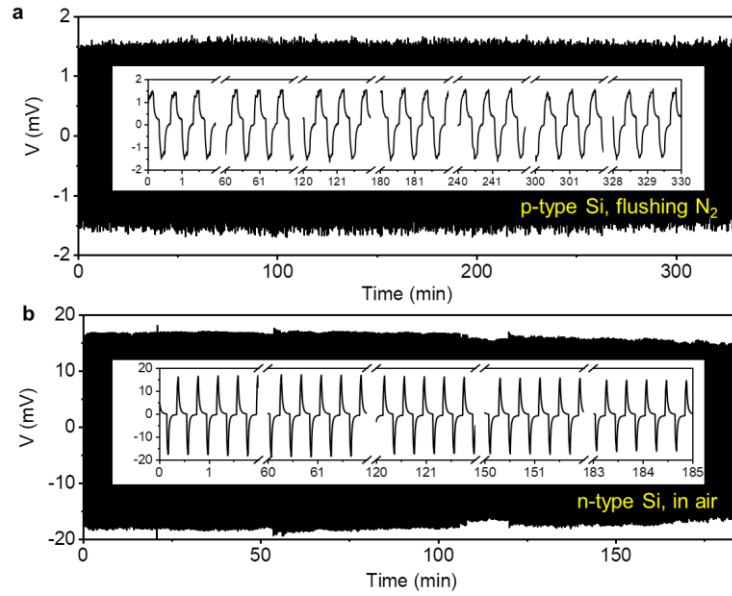 a
2
1
0
-1
-2
V (mV)
2
1
0
-1
-2
0 1 60 61 120 121 180 181 240 241 300 301 328 329 330
p-type Si, flushing N₂
0 100 200 300
Time (min)
b
20
10
0
-10
-20
V (mV)
20
10
0
-10
-20
0 1 60 61 120 121 150 151 183 184 185
n-type Si, in air
0 50 100 150
Time (min)